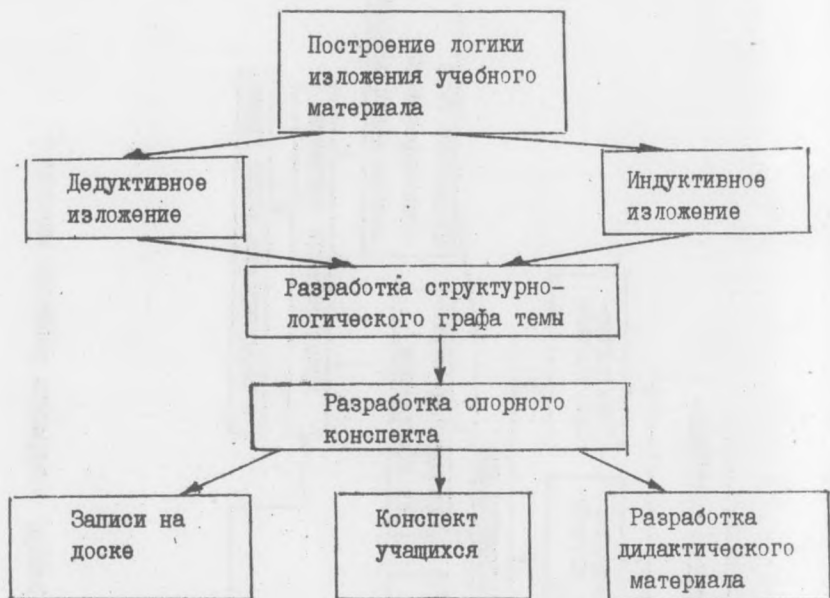 Построение логики
изложения учебного
материала
Дедуктивное
изложение
Индуктивное
изложение
Разработка структурно-
логического графа темы
Разработка опорного
конспекта
Записи на
доске
Конспект
учащихся
Разработка
дидактического
материала